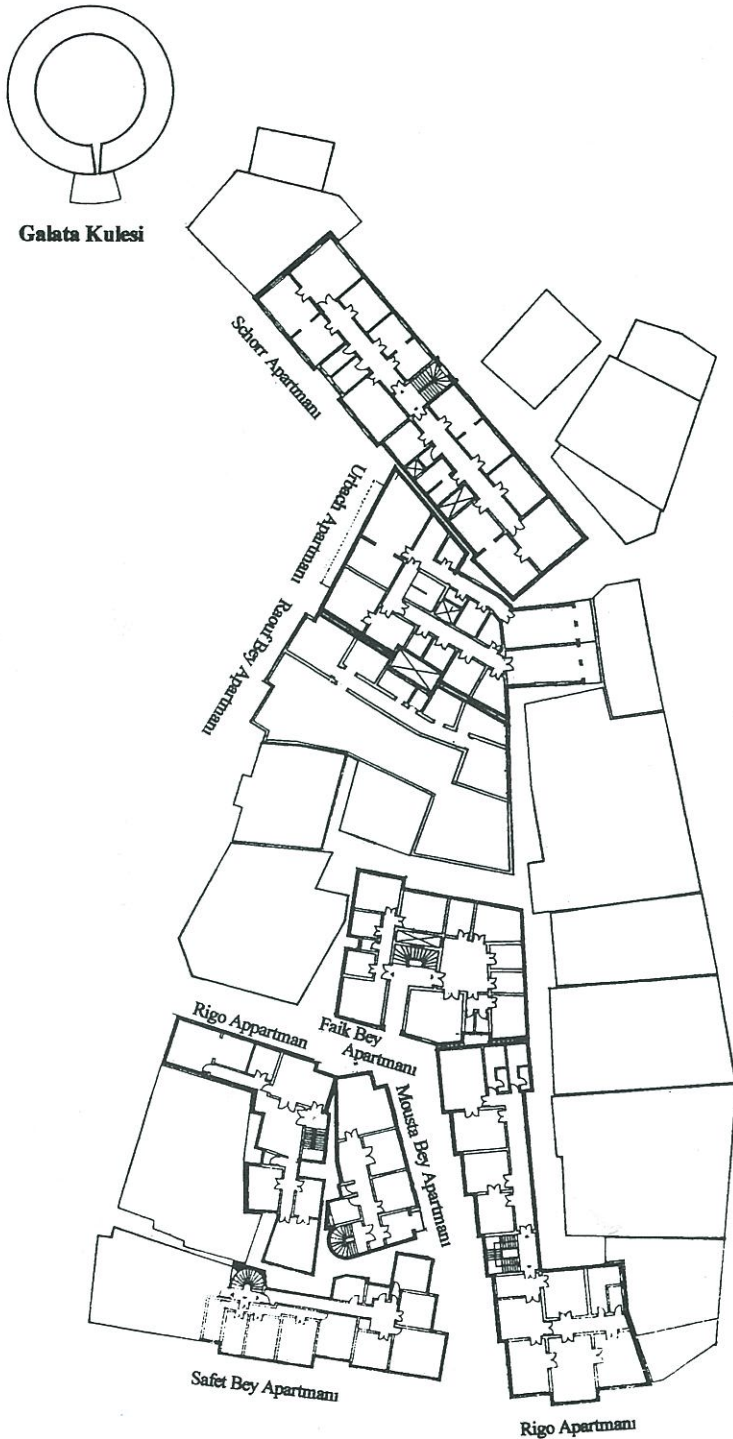 Galata Kulesi
Schorr Apartmanı
Urbach Apartmanı
Raouf Bey Apartmanı
Rigo Appartman
Faik Bey
Apartmanı
Mousta Bey Apartmanı
Safet Bey Apartmanı
Rigo Apartmanı